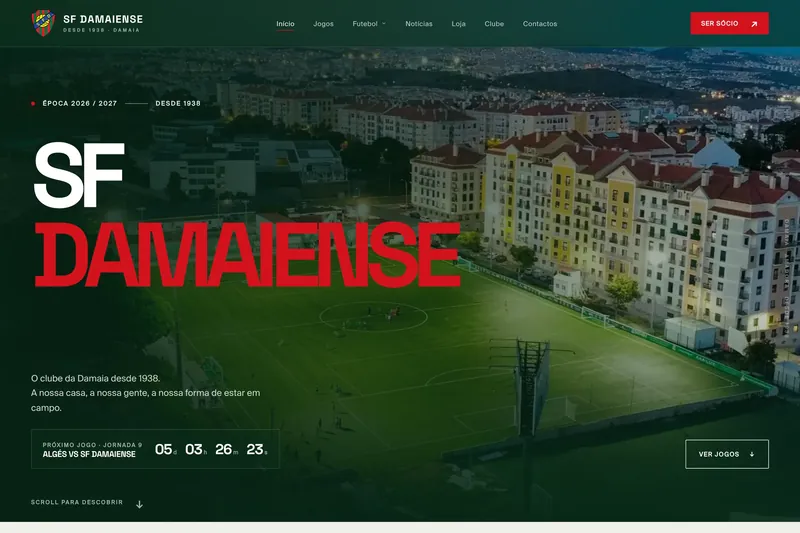 SF DAMAIENSE
DESDE 1938 · DAMAIA
Início
Jogos
Futebol
Notícias
Loja
Clube
Contactos
SER SÓCIO
ÉPOCA 2026 / 2027
DESDE 1938
SF
DAMAIENSE
O clube da Damaia desde 1938.
A nossa casa, a nossa gente, a nossa forma de estar em
campo.
PRÓXIMO JOGO · JORNADA 9
ALGÉS VS SF DAMAIENSE
05 d 03 h 26 m 23 s
VER JOGOS
SCROLL PARA DESCOBRIR